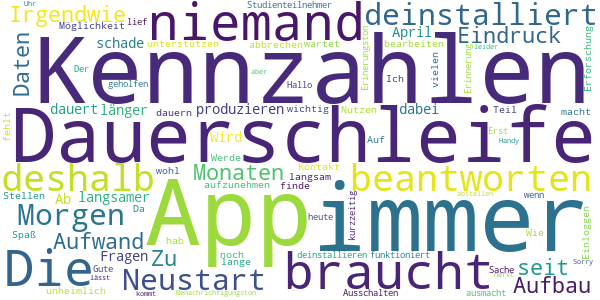 Uhr
Studienteilnehmer
Irgendwie
Möglichkeit
lief
niemand
deinstalliert
schade
unterstützen
abbrechen
wartet
April
bearbeiten
Eindruck
Daten
Der
geholfen
aber
Hallo
Ich
vielen
Erinnerung
leider
Erforschung
Kennzahlen
dauert
länger
produzieren
wichtig
dabei
Nutzen
Teil
macht
dauern
fehlt
Wird
Auf
Erst
Handy
Dauerschleife
deshalb
Monaten
Werde
Kontakt
wohl
langsam
aufzunehmen
finde
beantworten
Stellen
Ab
langsamer
Da
kurzzeitig
heute
abstellen
wenn
Einloggen
Morgen
App
immer
Spaß
Aufwand
hab
Wie
Die
Fragen
Zu
noch
lange
deinstallieren
funktioniert
seit
Sorry
Gute
Neustart
braucht
Sache
Aufbau
unheimlich
lässt
kommt
Benachrichtigungston
Ausschalten
ausmacht
nervt